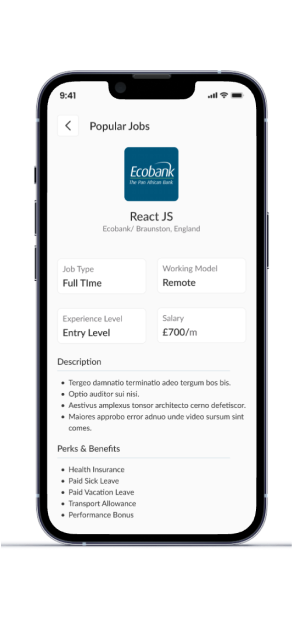 9:41
Popular Jobs
Ecobank
The Pan African Bank
React JS
Ecobank/ Braunston, England
Job Type
Full TIme
Working Model
Remote
Experience Level
Entry Level
Salary
£700/m
Description
• Tergeo damnatio terminatio adeo tergum bos bis.
• Optio auditor sui nisi.
• Aestivus amplexus tonsor architecto cerno defetiscor.
• Maiores approbo error adnuo unde video sursum sint
comes.
Perks & Benefits
• Health Insurance
• Paid Sick Leave
• Paid Vacation Leave
• Transport Allowance
• Performance Bonus